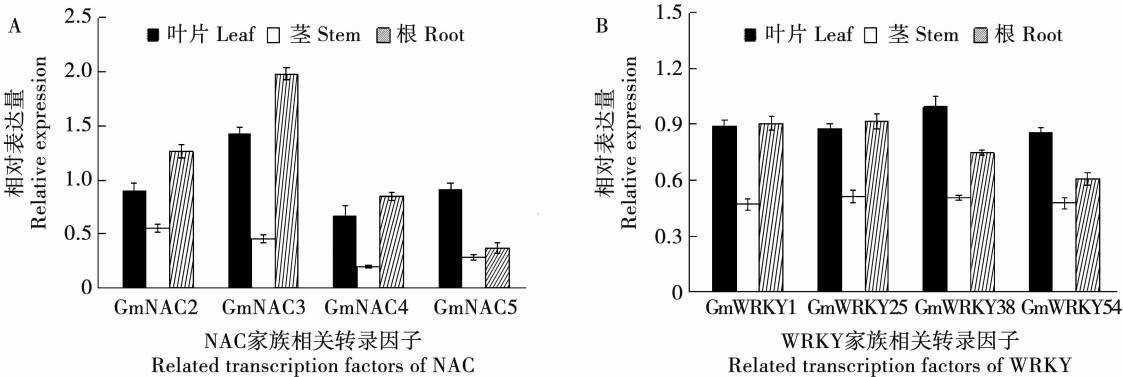 A
叶片 Leaf 茎 Stem 根 Root
2.5
2.0
1.5
1.0
0.5
0
相对表达量
Relative expression
GmNAC2 GmNAC3 GmNAC4 GmNAC5
NAC家族相关转录因子
Related transcription factors of NAC
B
叶片 Leaf 茎 Stem 根 Root
1.5
1.2
0.9
0.6
0.3
0
相对表达量
Relative expression
GmWRKY1 GmWRKY25 GmWRKY38 GmWRKY54
WRKY家族相关转录因子
Related transcription factors of WRKY